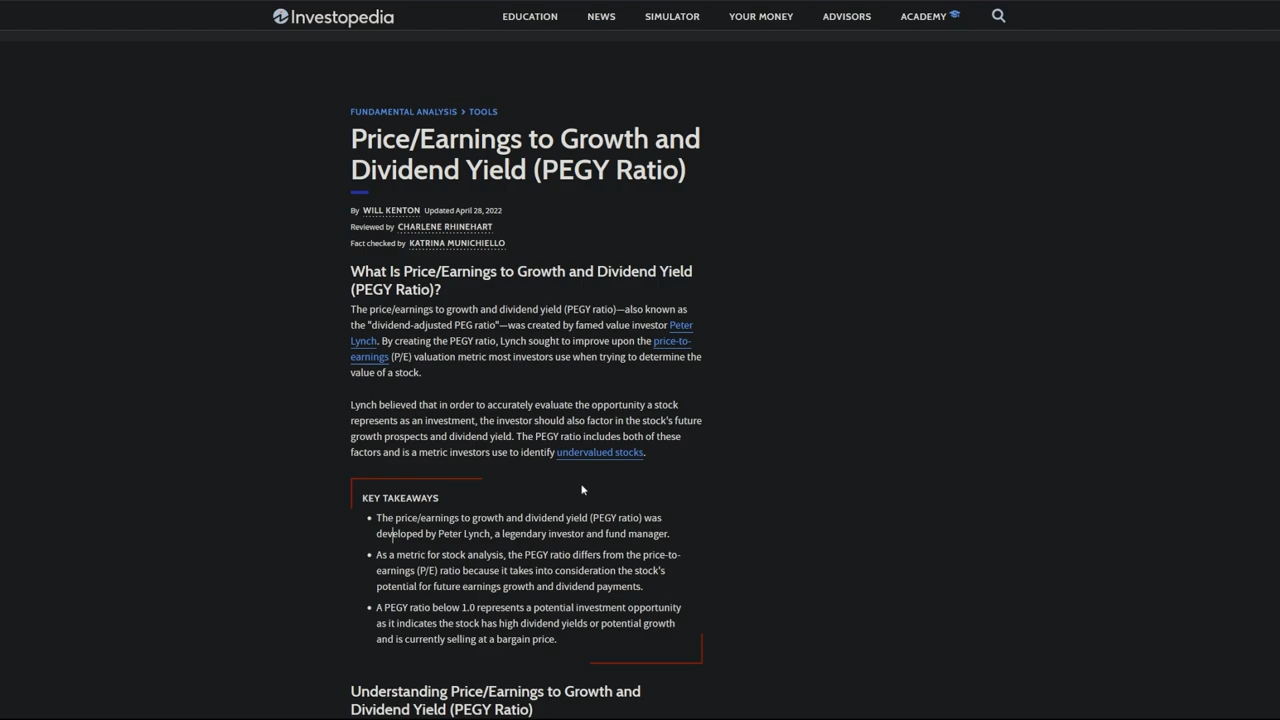 Investopedia
EDUCATION NEWS SIMULATOR YOUR MONEY ADVISORS ACADEMY
FUNDAMENTAL ANALYSIS > TOOLS
Price/Earnings to Growth and
Dividend Yield (PEGY Ratio)
By WILL KENTON Updated April 28, 2022
Reviewed by CHARLENE RHINEHART
Fact checked by KATRINA MUNICHIELLO
What Is Price/Earnings to Growth and Dividend Yield
(PEGY Ratio)?
The price/earnings to growth and dividend yield (PEGY ratio)—also known as
the "dividend-adjusted PEG ratio"—was created by famed value investor Peter
Lynch. By creating the PEGY ratio, Lynch sought to improve upon the price-to-
earnings (P/E) valuation metric most investors use when trying to determine the
value of a stock.
Lynch believed that in order to accurately evaluate the opportunity a stock
represents as an investment, the investor should also factor in the stock's future
growth prospects and dividend yield. The PEGY ratio includes both of these
factors and is a metric investors use to identify undervalued stocks.
KEY TAKEAWAYS
• The price/earnings to growth and dividend yield (PEGY ratio) was
developed by Peter Lynch, a legendary investor and fund manager.
• As a metric for stock analysis, the PEGY ratio differs from the price-to-
earnings (P/E) ratio because it takes into consideration the stock's
potential for future earnings growth and dividend payments.
• A PEGY ratio below 1.0 represents a potential investment opportunity
as it indicates the stock has high dividend yields or potential growth
and is currently selling at a bargain price.
Understanding Price/Earnings to Growth and
Dividend Yield (PEGY Ratio)